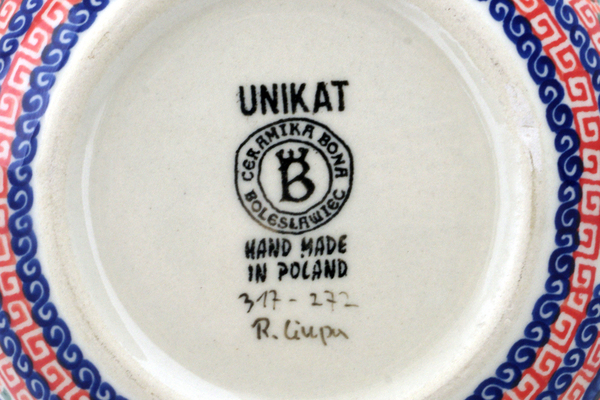 UNIKAT
CERAMIKA BONA
B
BOLESŁAWIEC
HAND MADE
IN POLAND
317-272
R.